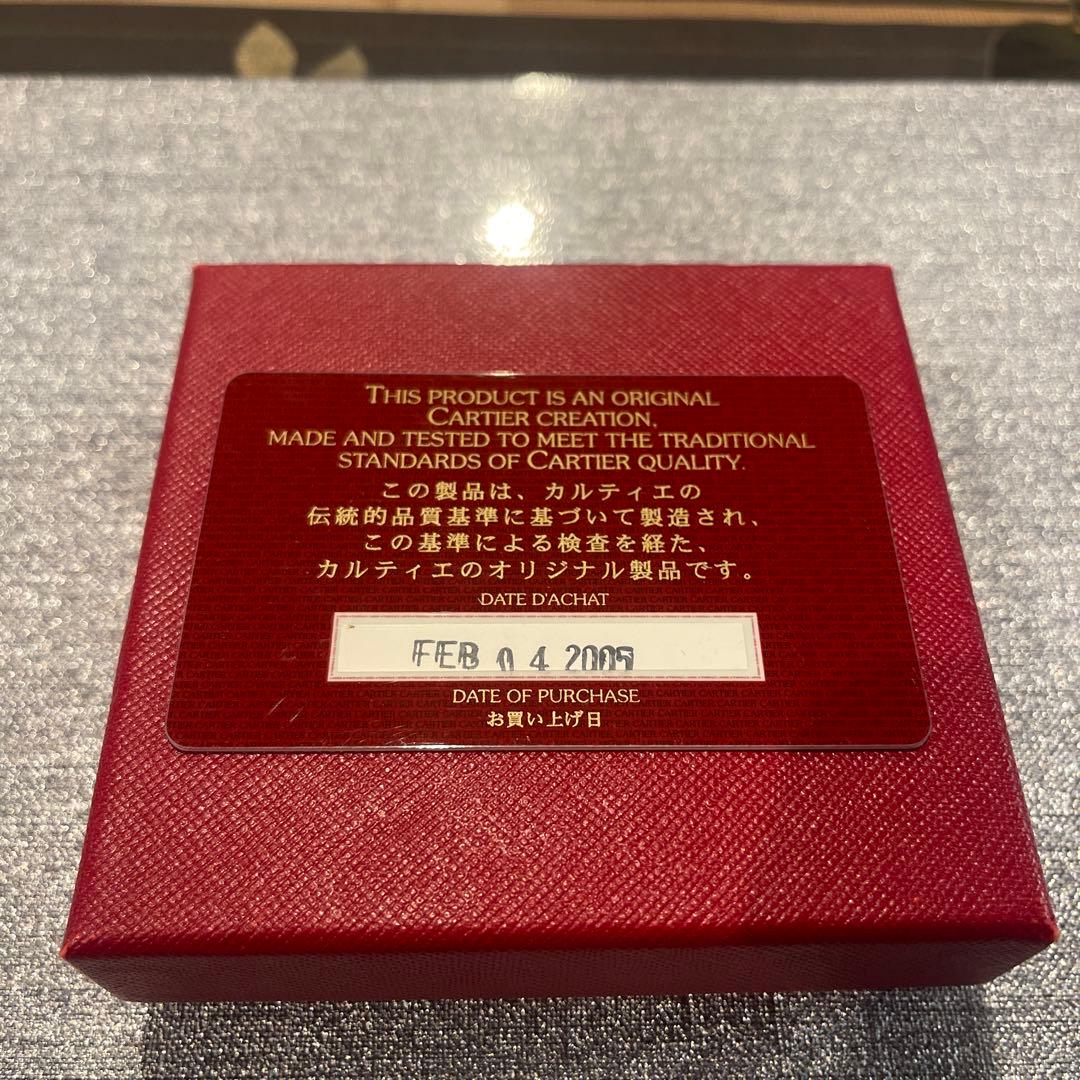 THIS PRODUCT IS AN ORIGINAL
CARTIER CREATION,
MADE AND TESTED TO MEET THE TRADITIONAL
STANDARDS OF CARTIER QUALITY.
この製品は、カルティエの
伝統的品質基準に基づいて製造され、
この基準による検査を経た、
カルティエのオリジナル製品です。
DATE D'ACHAT
FEB 04 2005
DATE OF PURCHASE
お買い上げ日